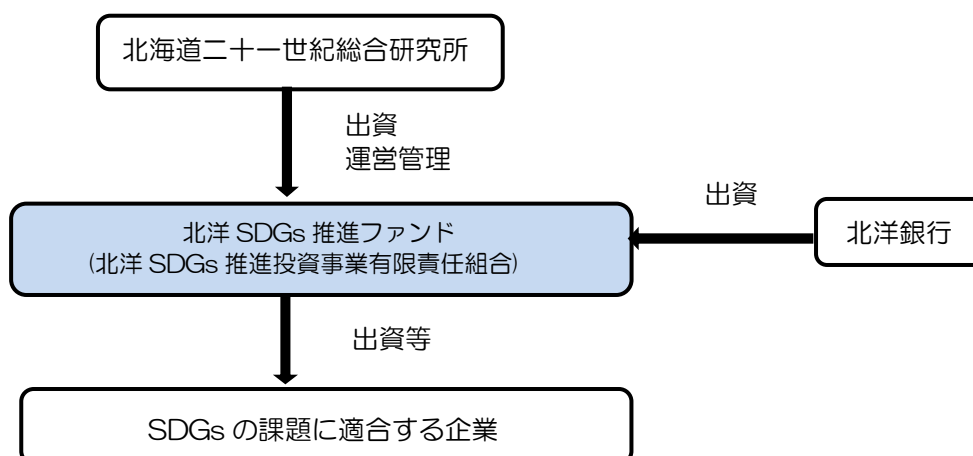 北海道二十一世紀総合研究所
出資
運営管理
出資
北洋銀行
北洋 SDGs 推進ファンド
(北洋 SDGs 推進投資事業有限責任組合)
出資等
SDGs の課題に適合する企業